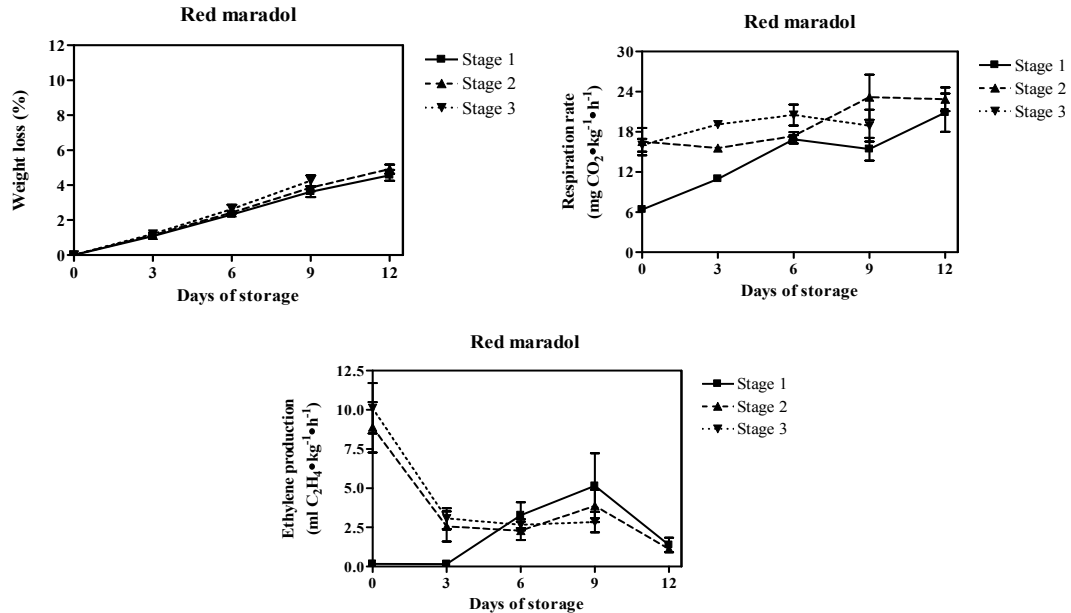 Red maradol
12
10
8
6
4
2
0
Weight loss (%)
0 3 6 9 12
Days of storage
Stage 1
Stage 2
Stage 3
Red maradol
30
24
18
12
6
0
Respiration rate
(mg CO₂•kg⁻¹•h⁻¹)
0 3 6 9 12
Days of storage
Stage 1
Stage 2
Stage 3
Red maradol
12.5
10.0
7.5
5.0
2.5
0.0
Ethylene production
(ml C₂H₄•kg⁻¹•h⁻¹)
0 3 6 9 12
Days of storage
Stage 1
Stage 2
Stage 3